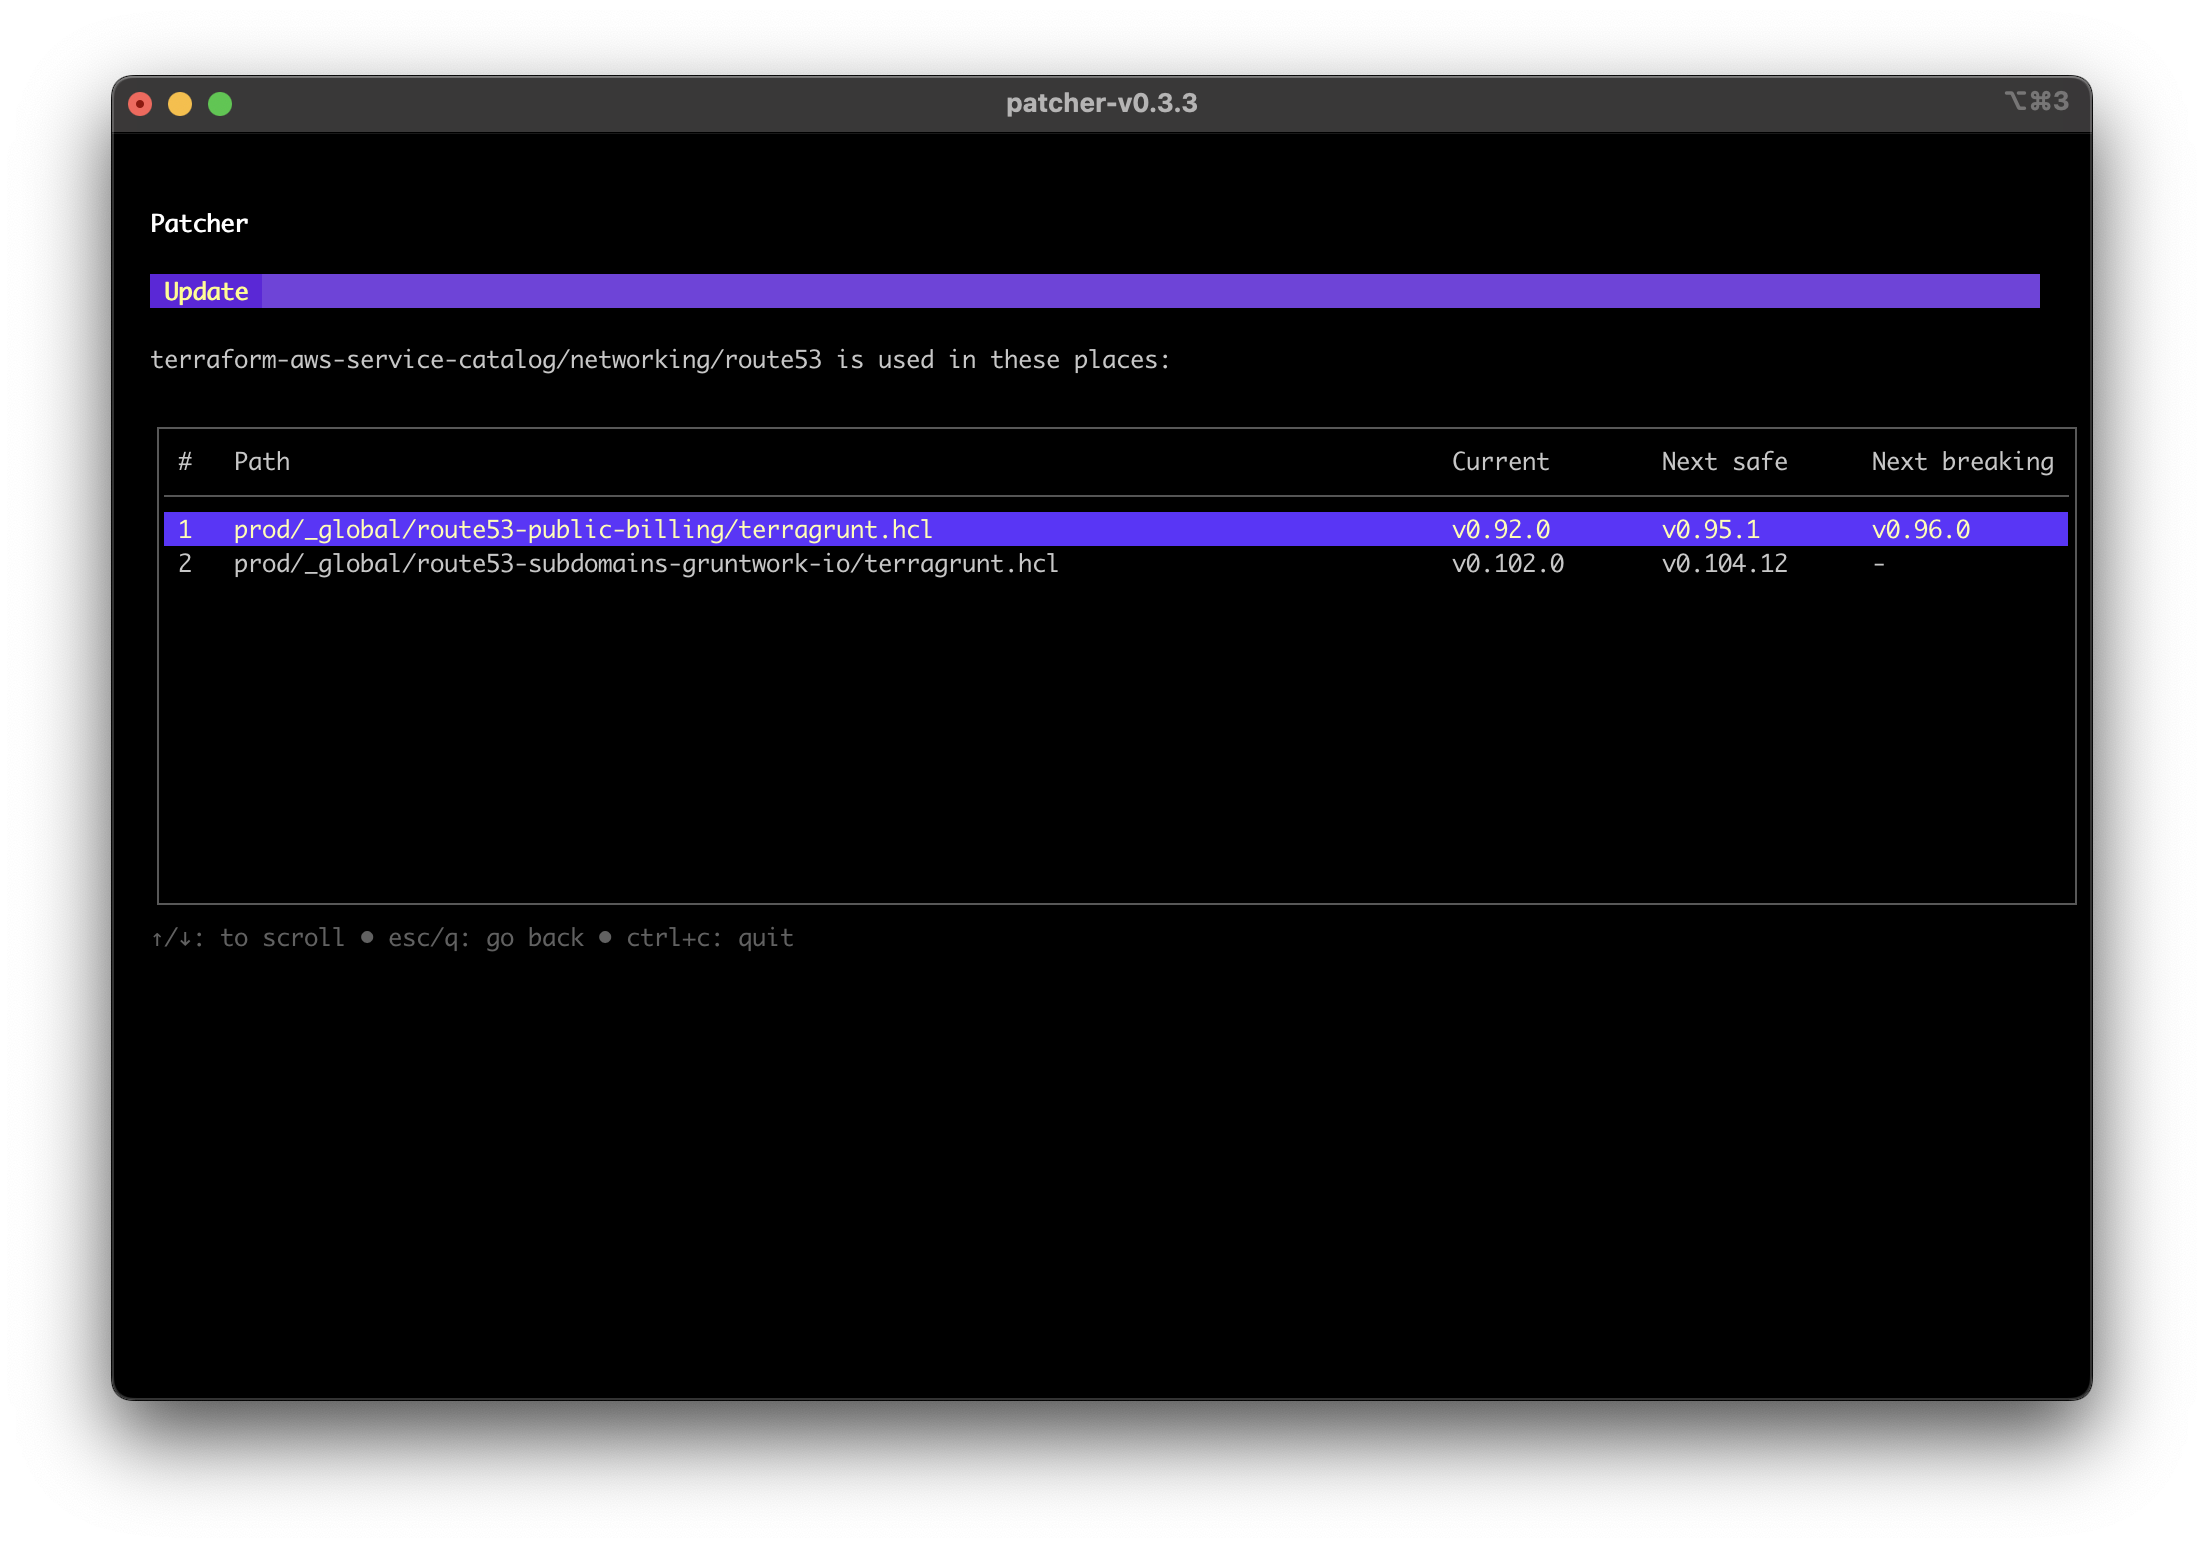 patcher-v0.3.3 ⌥⌘3
Patcher
Update
terraform-aws-service-catalog/networking/route53 is used in these places:
# Path Current Next safe Next breaking
1 prod/_global/route53-public-billing/terragrunt.hcl v0.92.0 v0.95.1 v0.96.0
2 prod/_global/route53-subdomains-gruntwork-io/terragrunt.hcl v0.102.0 v0.104.12 -
↑/↓: to scroll ● esc/q: go back ● ctrl+c: quit